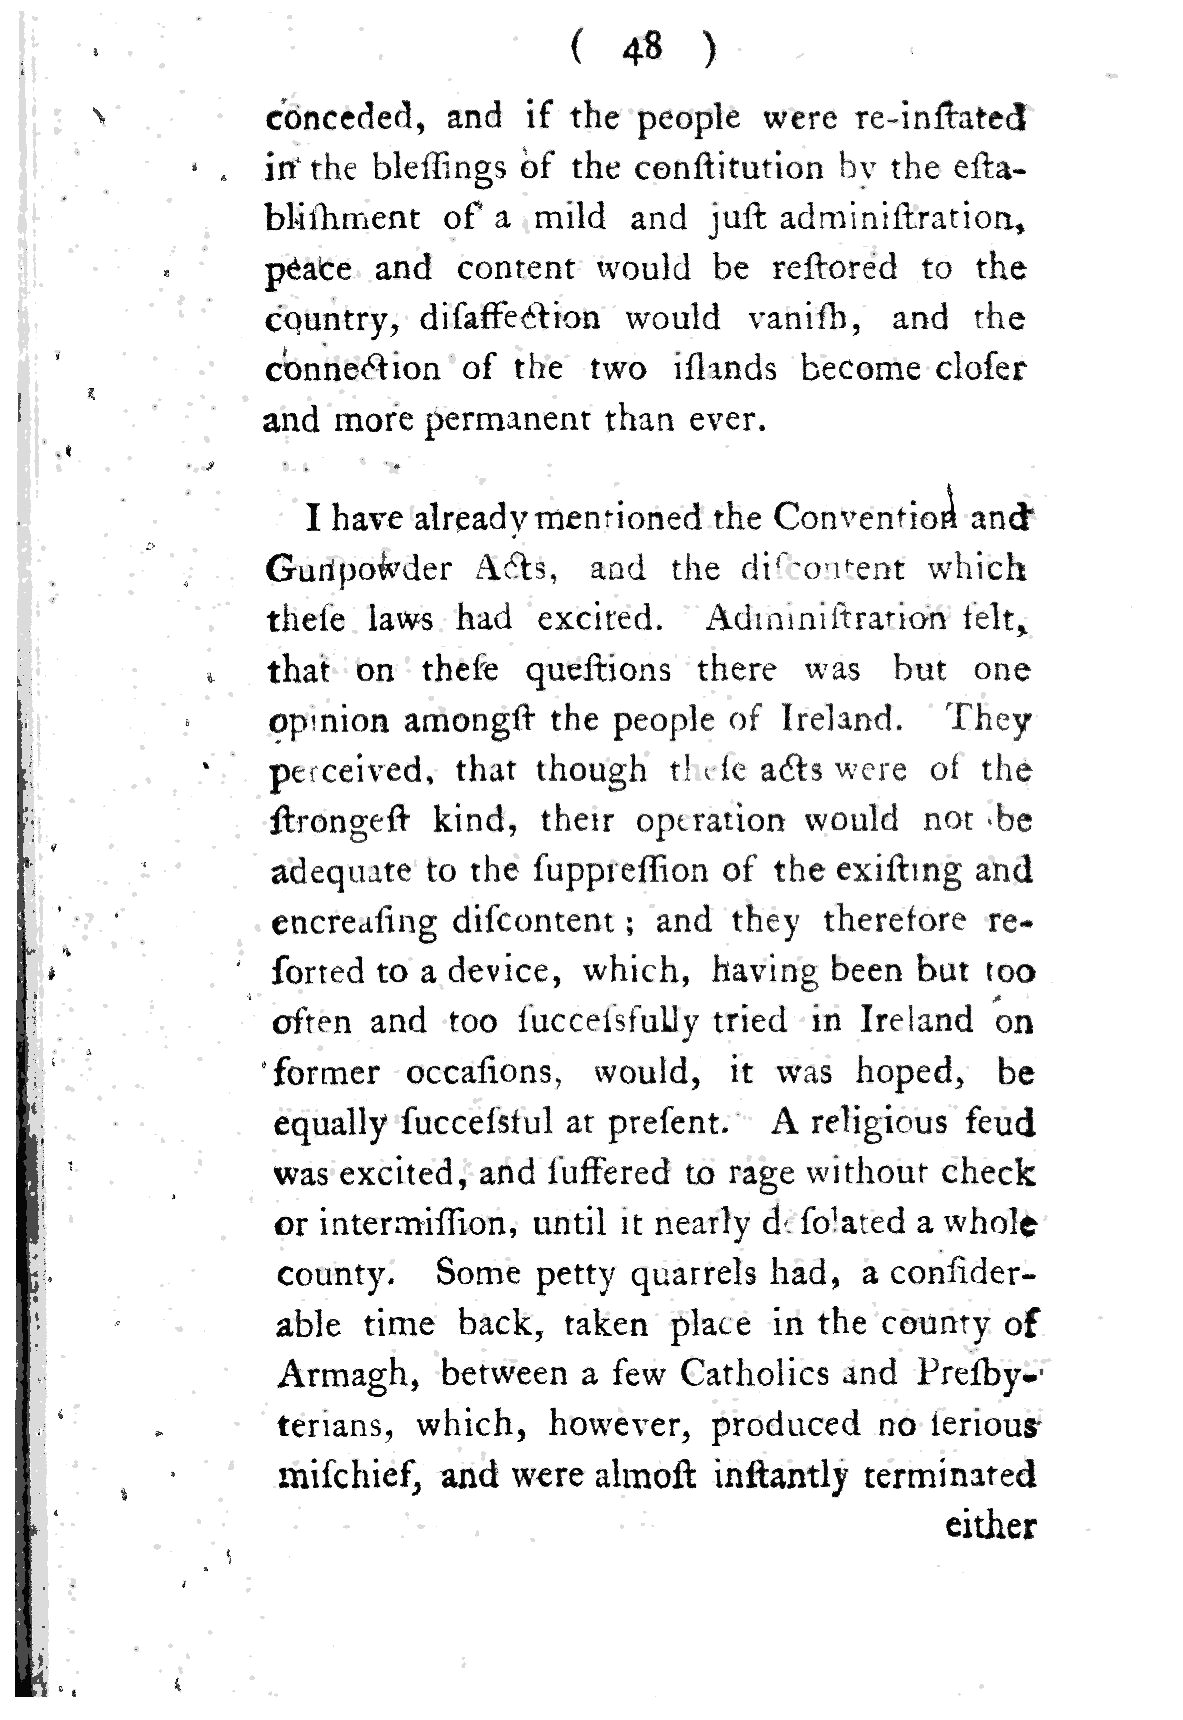 ( 48 )
conceded, and if the people were re-inſtated
in the bleſſings of the conſtitution by the eſta-
bliſhment of a mild and juſt adminiſtration,
peace and content would be reſtored to the
country, diſaffection would vaniſh, and the
connection of the two iſlands become cloſer
and more permanent than ever.
I have already mentioned the Convention and
Gunpowder Acts, and the diſcontent which
theſe laws had excited. Adminiſtration felt,
that on theſe queſtions there was but one
opinion amongſt the people of Ireland. They
perceived, that though theſe acts were of the
ſtrongeſt kind, their operation would not be
adequate to the ſuppreſſion of the exiſting and
encreaſing diſcontent ; and they therefore re-
ſorted to a device, which, having been but too
often and too ſucceſsfully tried in Ireland on
former occaſions, would, it was hoped, be
equally ſucceſsful at preſent. A religious feud
was excited, and ſuffered to rage without check
or intermiſſion, until it nearly deſolated a whole
county. Some petty quarrels had, a conſider-
able time back, taken place in the county of
Armagh, between a few Catholics and Preſby-
terians, which, however, produced no ſerious
miſchief, and were almoſt inſtantly terminated
either